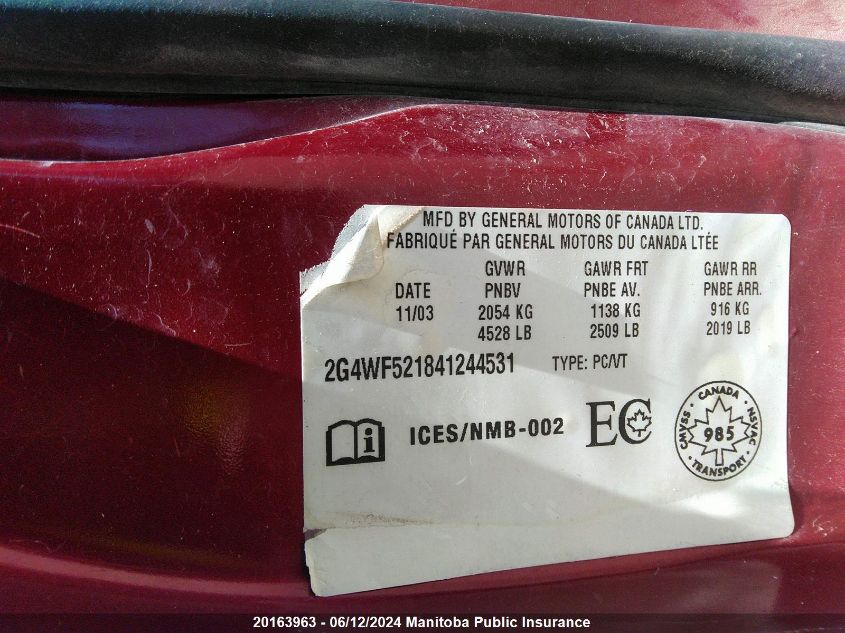 MFD BY GENERAL MOTORS OF CANADA LTD.
FABRIQUÉ PAR GENERAL MOTORS DU CANADA LTÉE
GVWR GAWR FRT GAWR RR
DATE PNBV PNBE AV. PNBE ARR.
11/03 2054 KG 1138 KG 916 KG
4528 LB 2509 LB 2019 LB
2G4WF521841244531 TYPE: PC/VT
i ICES/NMB-002 EC
CANADA
CMVSS 985 NSVAC
TRANSPORT
20163963 - 06/12/2024 Manitoba Public Insurance